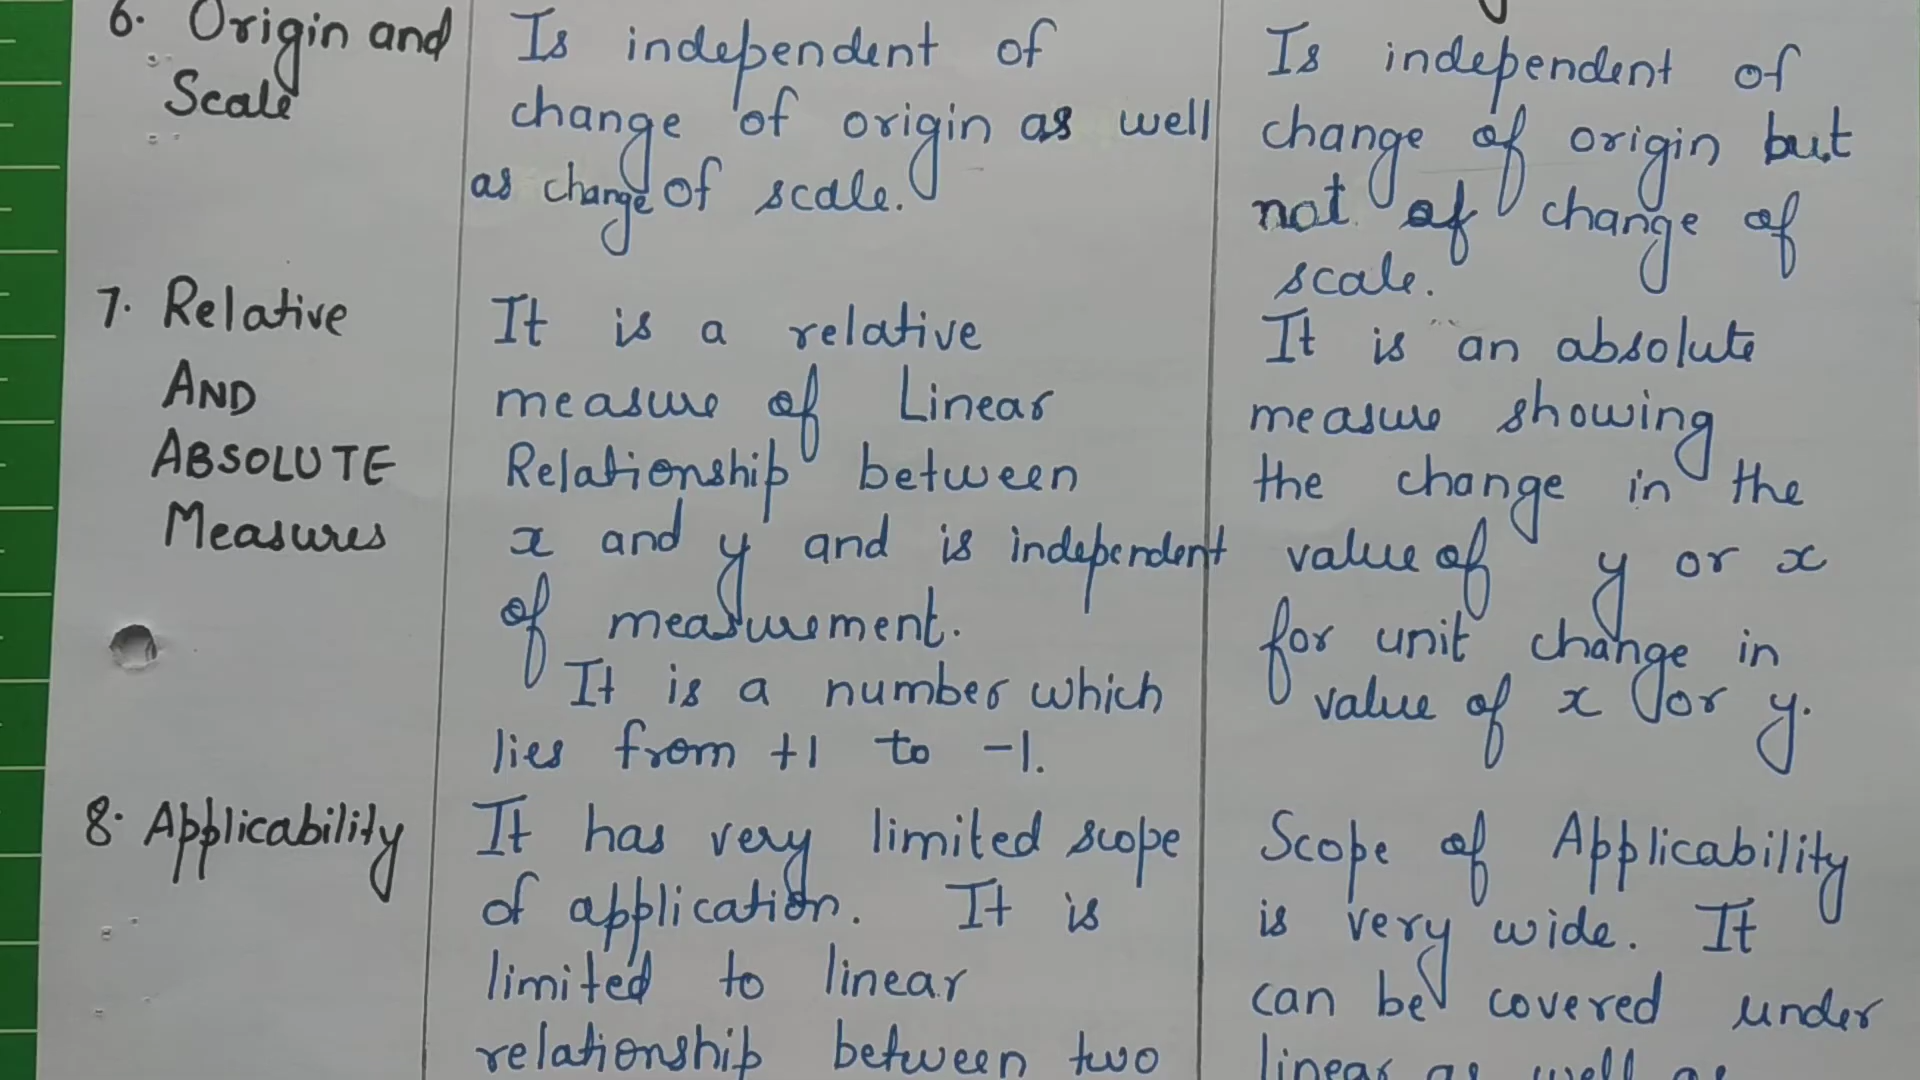 6. Origin and
Scale
Is independent of
change of origin as well
as change of scale.
Is independent of
change of origin but
not of change of
scale.
7. Relative
AND
ABSOLUTE
Measures
It is a relative
measure of Linear
Relationship between
x and y and is independent
of measurement.
It is a number which
lies from +1 to -1.
It is an absolute
measure showing
the change in the
value of y or x
for unit change in
value of x or y.
8. Applicability
It has very limited scope
of application. It is
limited to linear
relationship between two
Scope of Applicability
is very wide. It
can be covered under
linear as well as